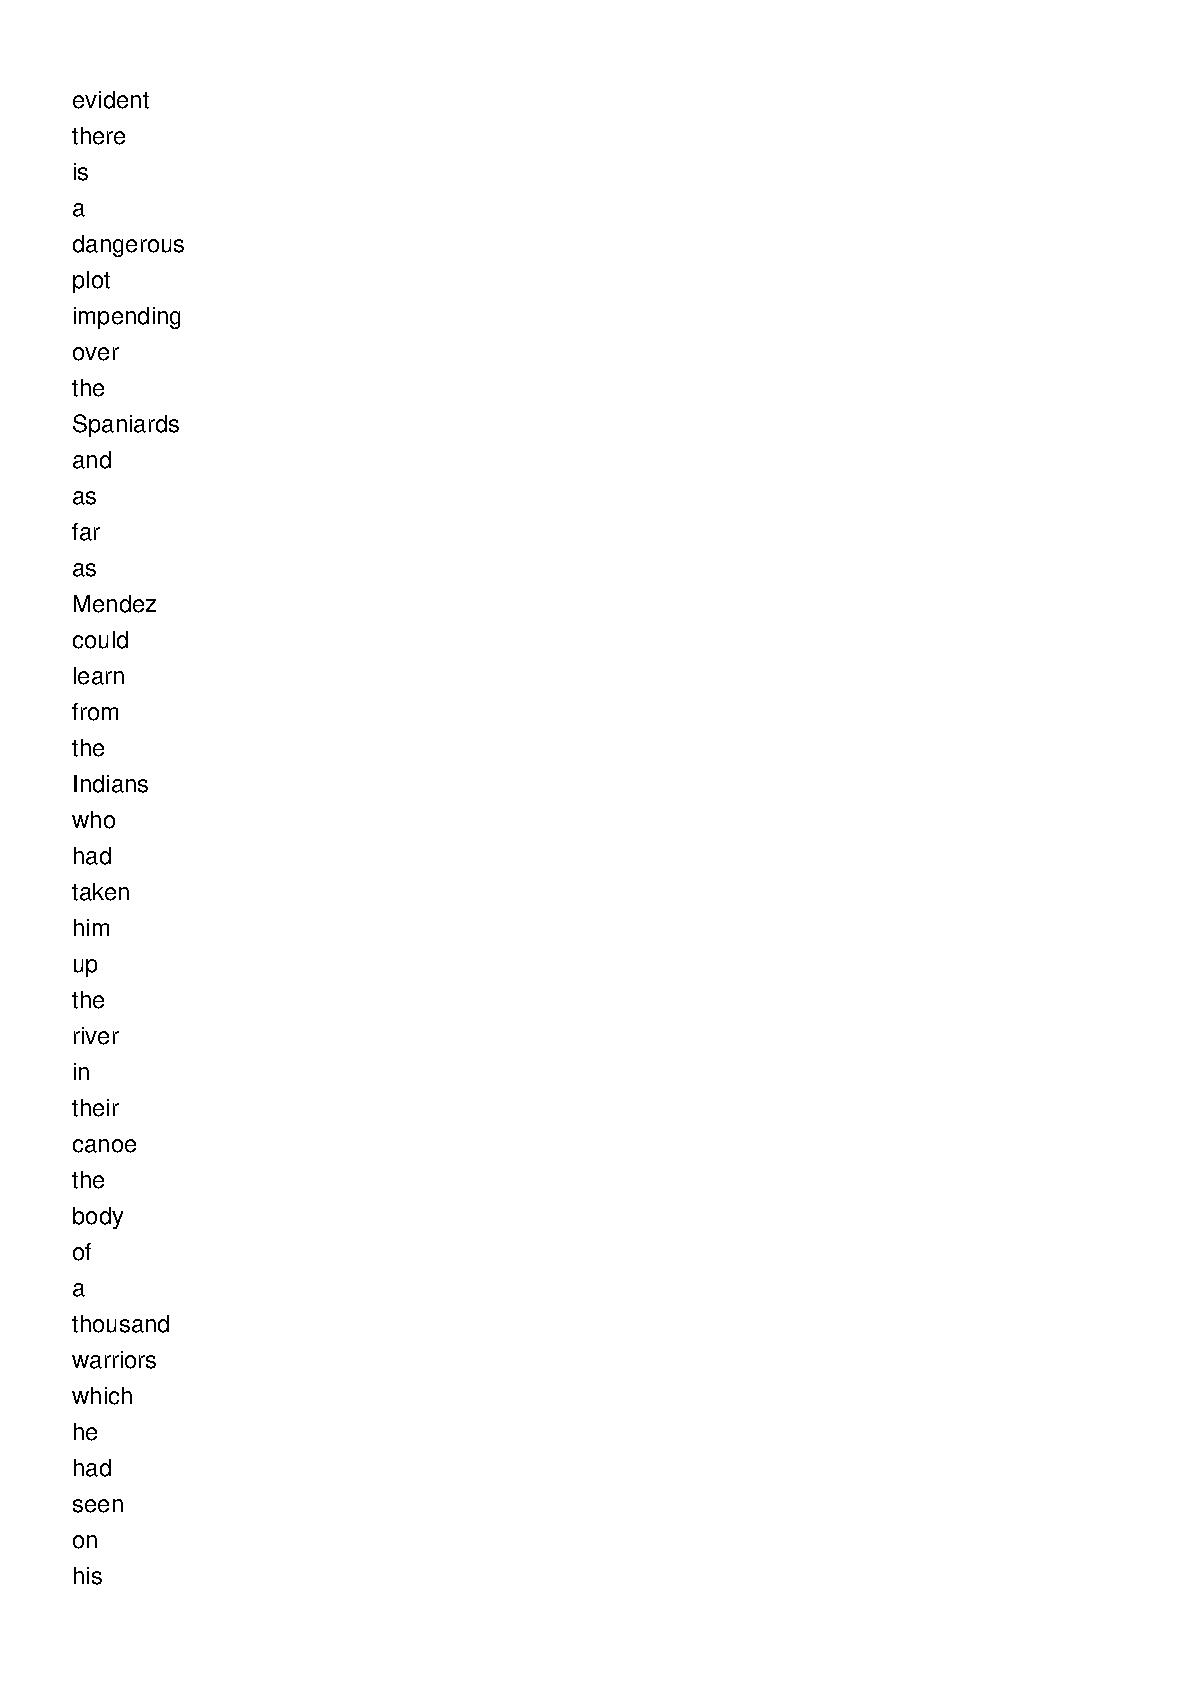 evident
there
is
a
dangerous
plot
impending
over
the
Spaniards
and
as
far
as
Mendez
could
learn
from
the
Indians
who
had
taken
him
up
the
river
in
their
canoe
the
body
of
a
thousand
warriors
which
he
had
seen
on
his